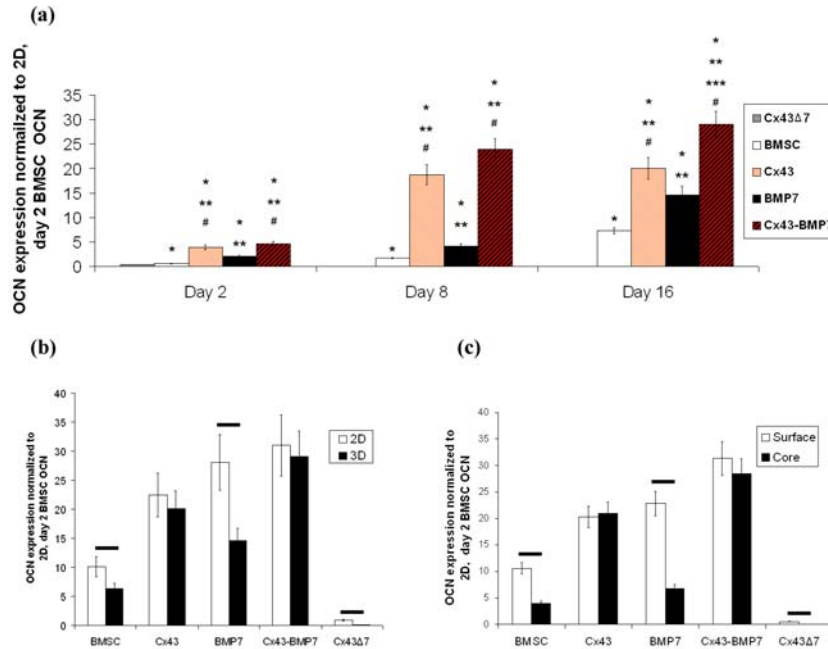 (a)
OCN expression normailzed to 2D,
day 2 BMSC OCN
35
30
25
20
15
10
5
0
*
*
**
#
*
**
*
**
#
*
*
**
#
*
**
*
**
#
*
*
**
#
*
**
*
**
***
#
Day 2
Day 8
Day 16
Cx43Δ7
BMSC
Cx43
BMP7
Cx43-BMP7
(b)
OCN expression normalized to
2D, day 2 BMSC OCN
40
35
30
25
20
15
10
5
0
2D
3D
BMSC
Cx43
BMP7
Cx43-BMP7
Cx43Δ7
(c)
OCN expression normalized to
2D, day 2 BMSC OCN
40
35
30
25
20
15
10
5
0
Surface
Core
BMSC
Cx43
BMP7
Cx43-BMP7
Cx43Δ7